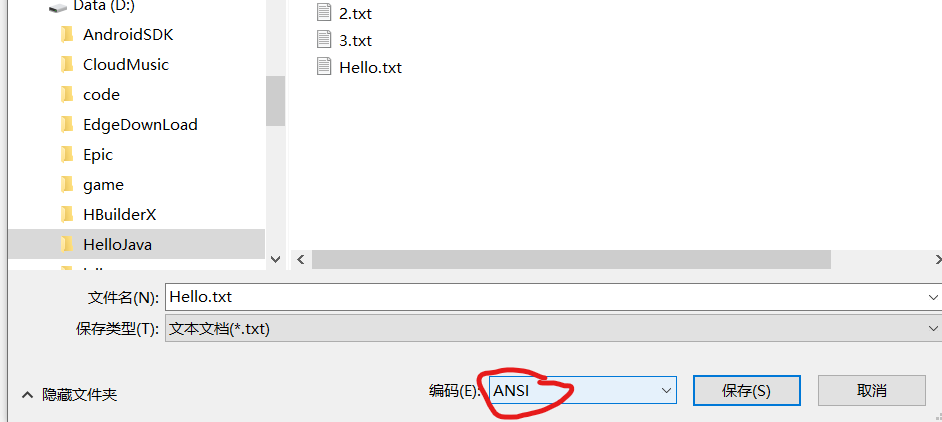 Data (D:)
AndroidSDK
CloudMusic
code
EdgeDownLoad
Epic
game
HBuilderX
HelloJava
2.txt
3.txt
Hello.txt
文件名(N): Hello.txt
保存类型(T): 文本文档(*.txt)
隐藏文件夹
编码(E): ANSI
保存(S)
取消